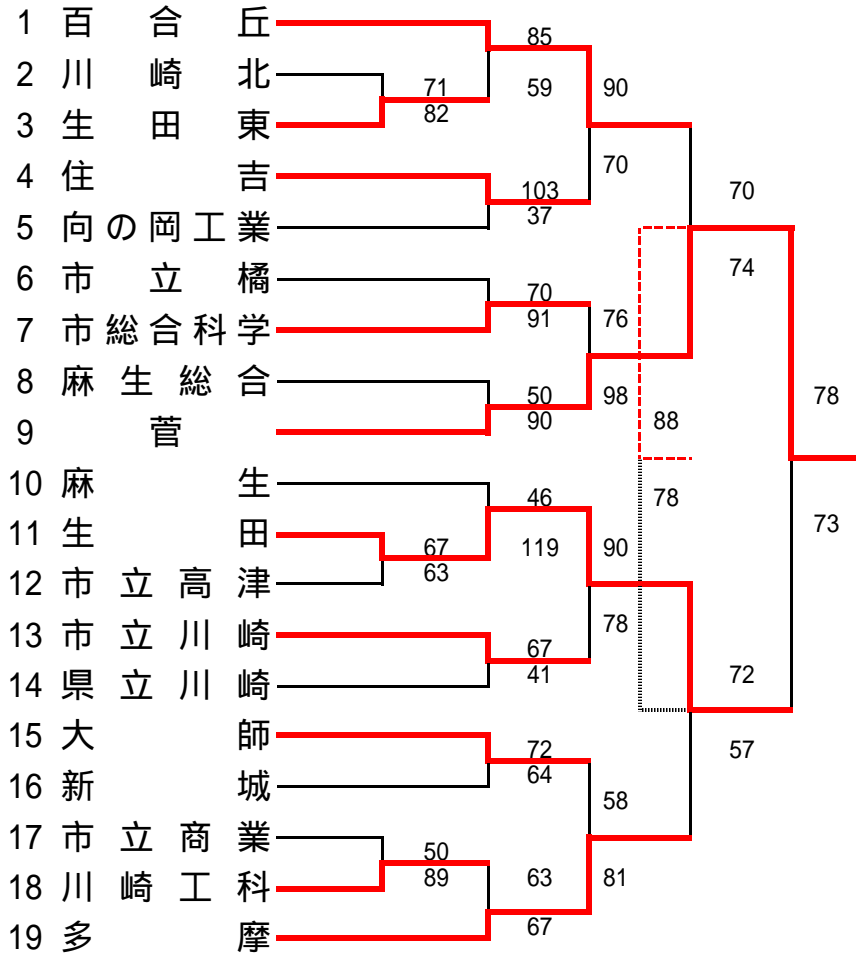 1 百合丘
85
2 川崎北
71
59
90
3 生田東
82
4 住吉
103
70
70
5 向の岡工業
37
6 市立橘
70
74
7 市総合科学
91
76
8 麻生総合
50
98
78
9 菅
90
88
10 麻生
46
78
11 生田
67
119
90
73
12 市立高津
63
13 市立川崎
67
78
14 県立川崎
41
72
15 大師
72
57
16 新城
64
58
17 市立商業
50
18 川崎工科
89
63
81
19 多摩
67